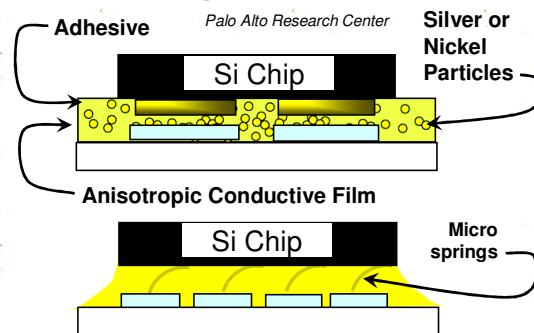 Palo Alto Research Center
Adhesive
Silver or
Nickel
Particles
Si Chip
Anisotropic Conductive Film
Si Chip
Micro
springs